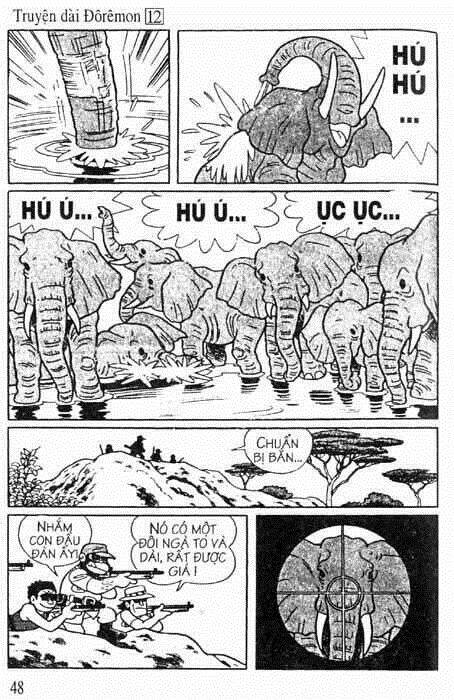 Truyện dài Đôrêmon 12
HÚ
HÚ
...
HÚ Ú...
HÚ Ú...
ỤC ỤC...
CHUẨN
BỊ BẮN...
NHẮM
CON ĐẦU
ĐÀN ẤY!
NÓ CÓ MỘT
ĐÔI NGÀ TO VÀ
DÀI, RẤT ĐƯỢC
GIÁ!
48